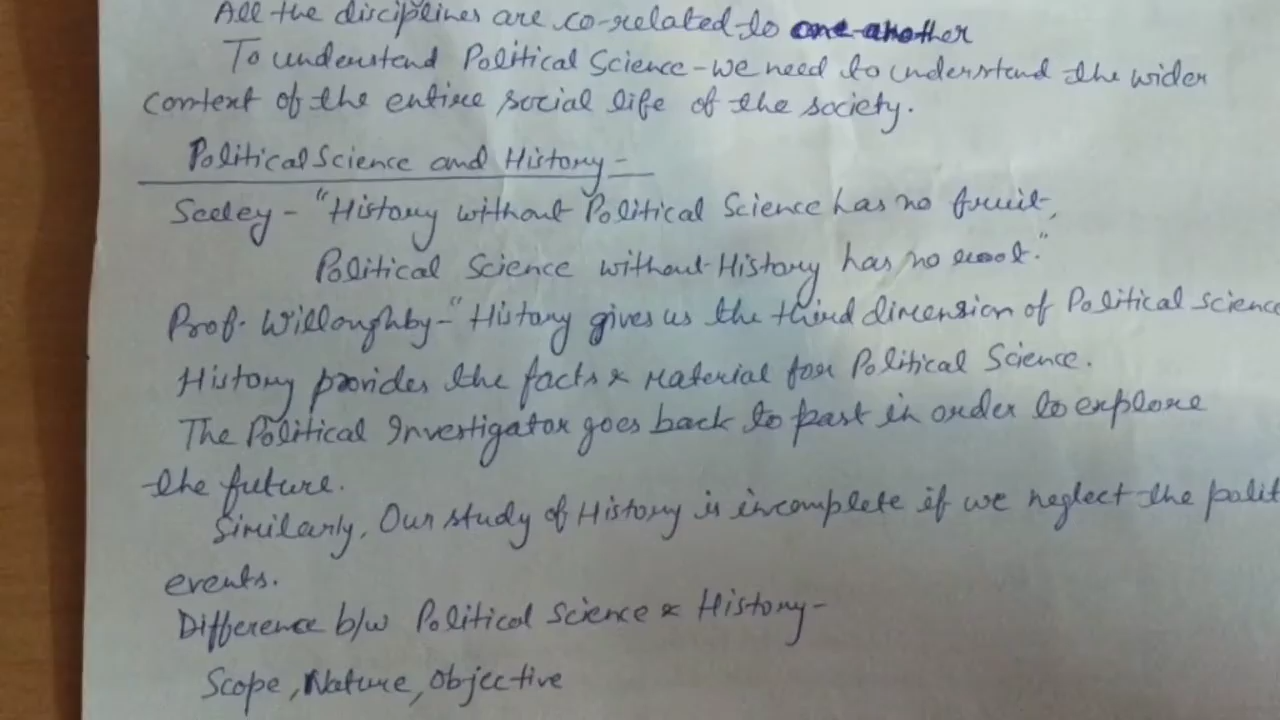 All the disciplines are co-related to one another
To understand Political Science - we need to understand the wider
context of the entire social life of the society.
Political Science and History -
Seeley - "History without Political Science has no fruit,
Political Science without History has no root."
Prof. Willoughby - "History gives us the third dimension of Political Science
History provides the facts & material for Political Science.
The Political Investigator goes back to past in order to explore
the future.
Similarly, Our study of History is incomplete if we neglect the polit
events.
Difference b/w Political Science & History -
Scope, Nature, Objective